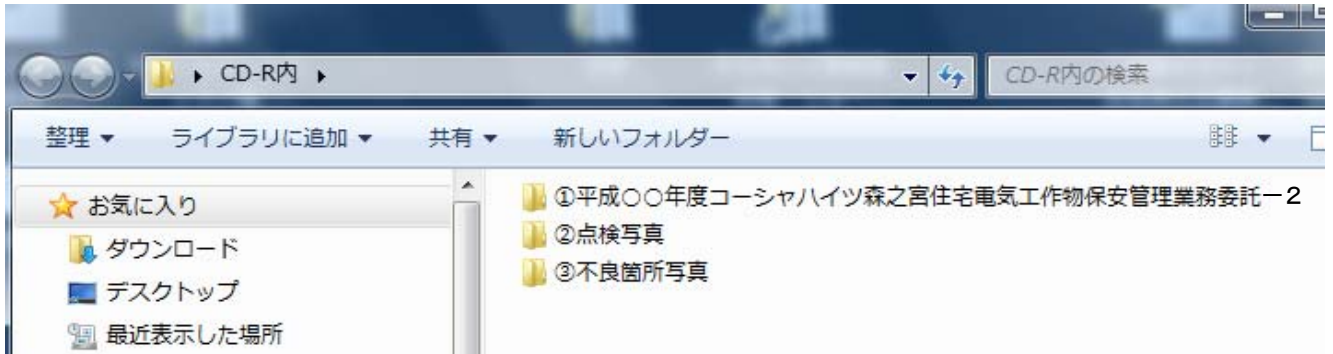 CD-R内
CD-R内の検索
整理 ライブラリに追加 共有 新しいフォルダー
お気に入り
ダウンロード
デスクトップ
最近表示した場所
①平成○○年度コーシャハイツ森之宮住宅電気工作物保安管理業務委託－2
②点検写真
③不良箇所写真